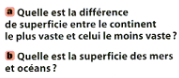 a Quelle est la différence
de superficie entre le continent
le plus vaste et celui le moins vaste ?
b Quelle est la superficie des mers
et océans ?